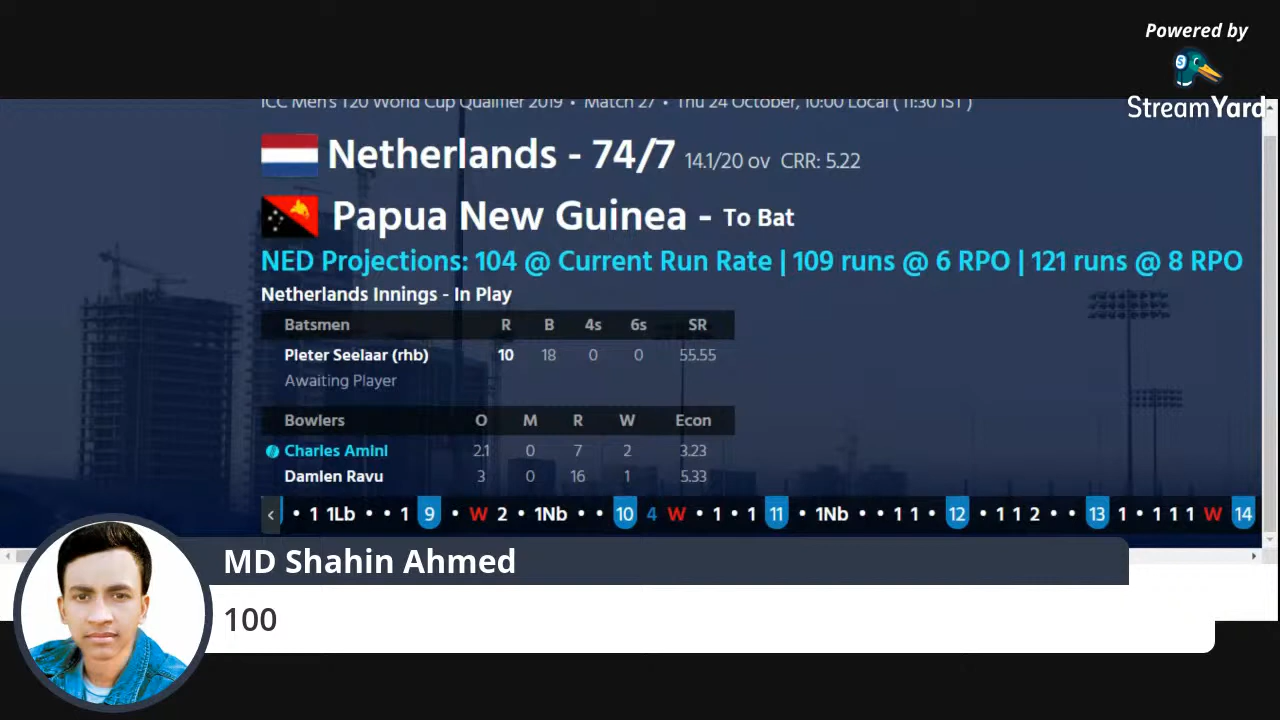 Powered by
StreamYard
ICC Men's T20 World Cup Qualifier 2019 • Match 27 • Thu 24 October, 10:00 Local ( 11:30 IST )
Netherlands - 74/7 14.1/20 ov CRR: 5.22
Papua New Guinea - To Bat
NED Projections: 104 @ Current Run Rate | 109 runs @ 6 RPO | 121 runs @ 8 RPO
Netherlands Innings - In Play
Batsmen R B 4s 6s SR
Pieter Seelaar (rhb) 10 18 0 0 55.55
Awaiting Player
Bowlers O M R W Econ
Charles Amini 2.1 0 7 2 3.23
Damien Ravu 3 0 16 1 5.33
‹ • 1 1Lb • • 1 9 • W 2 • 1Nb • • 10 4 W • 1 • 1 11 • 1Nb • • 1 1 • 12 • 1 1 2 • • 13 1 • 1 1 1 W 14
MD Shahin Ahmed
100